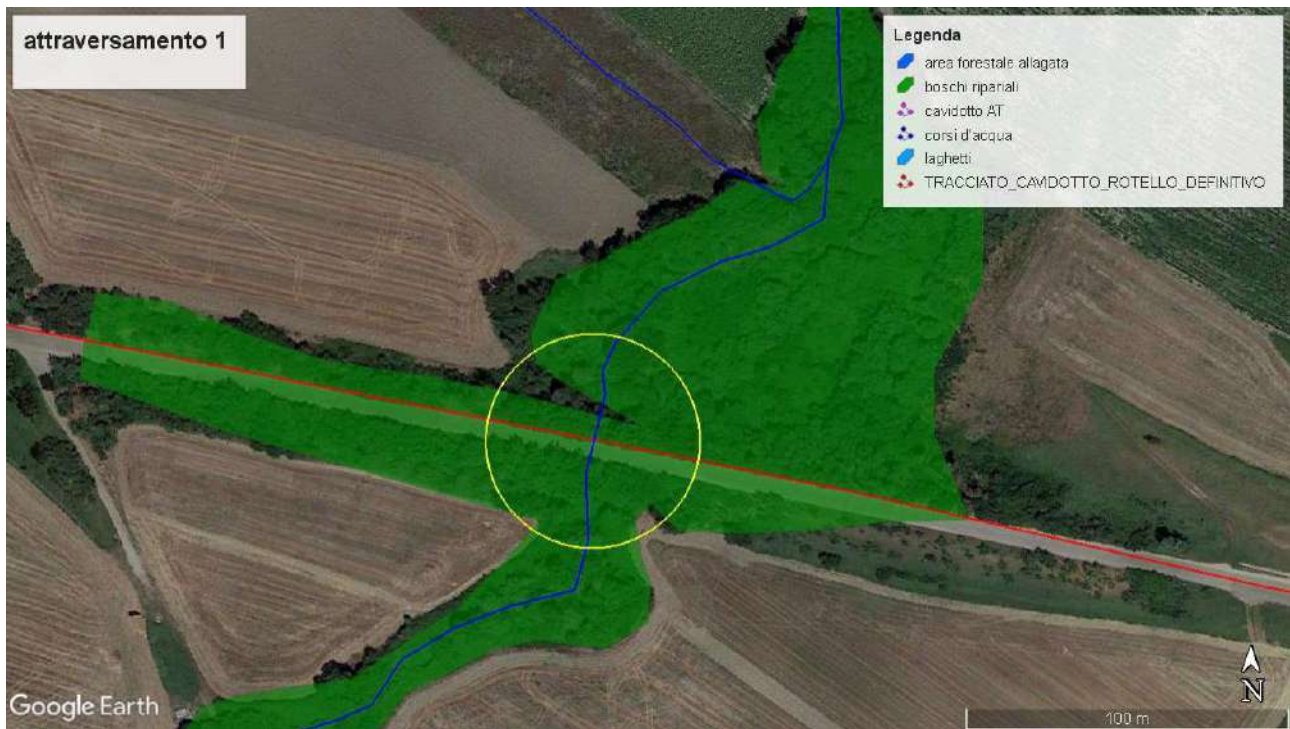 attraversamento 1
Legenda
area forestale allagata
boschi ripariali
cavidotto AT
corsi d'acqua
laghetti
TRACCIATO_CAVIDOTTO_ROTELLO_DEFINITIVO
N
Google Earth
100 m